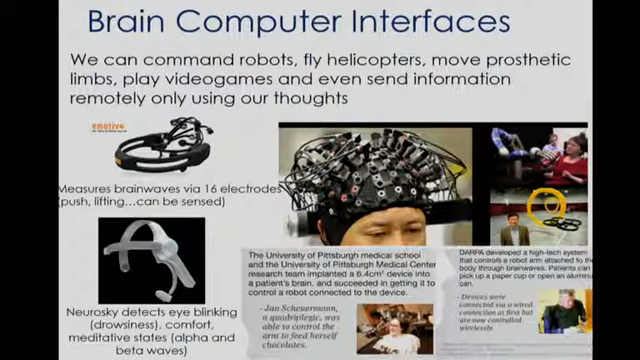 Brain Computer Interfaces
We can command robots, fly helicopters, move prosthetic
limbs, play videogames and even send information
remotely only using our thoughts
emotive
Measures brainwaves via 16 electrodes
(push, lifting...can be sensed)
Neurosky detects eye blinking
(drowsiness), comfort,
meditative states (alpha and
beta waves)
The University of Pittsburgh medical school
and the University of Pittsburgh Medical Center
research team implanted a 6.4cm² device into
a patient's brain, and succeeded in getting it to
control a robot connected to the device.
- Jan Scheuermann,
a quadriplegic, was
able to control the
arm to feed herself
chocolates.
DARPA developed a high-tech system
that controls a robot arm attached to the
body through brainwaves. Patients can
pick up a paper cup or open an aluminum
can.
- Devices were
connected via a wired
connection at first but
are now controlled
wirelessly.